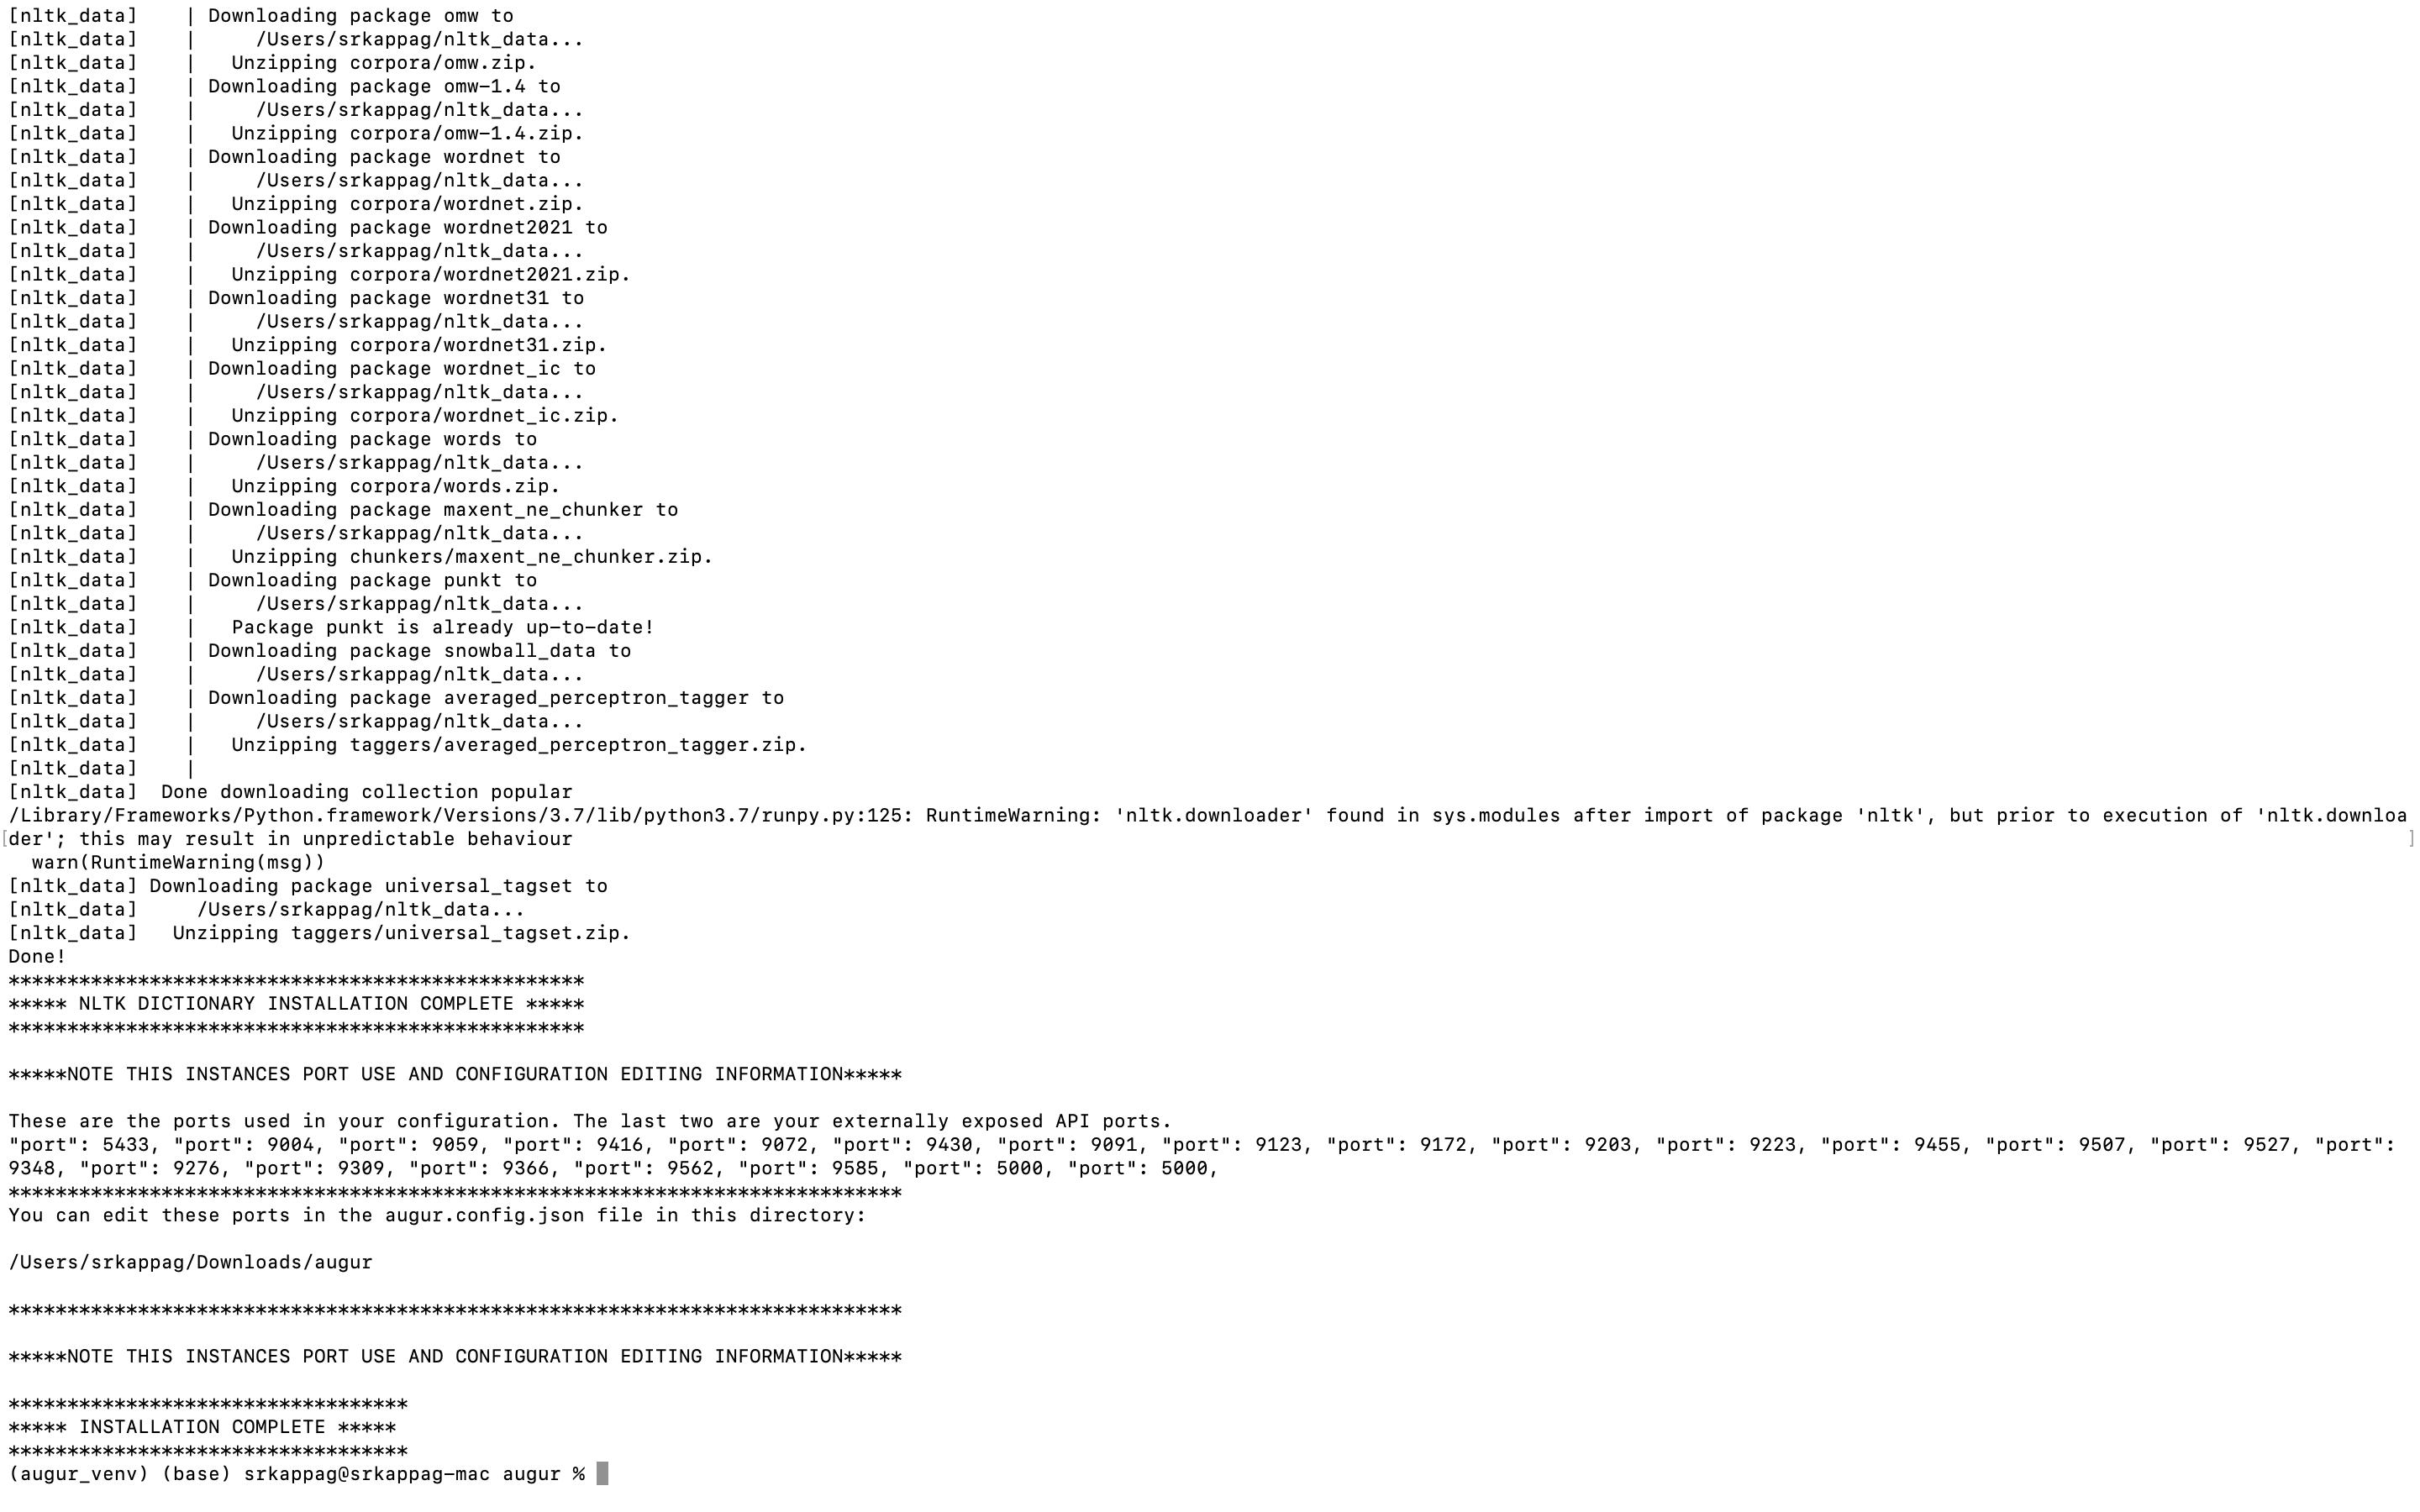 [nltk_data]    | Downloading package omw to
[nltk_data]    |     /Users/srkappag/nltk_data...
[nltk_data]    |   Unzipping corpora/omw.zip.
[nltk_data]    | Downloading package omw-1.4 to
[nltk_data]    |     /Users/srkappag/nltk_data...
[nltk_data]    |   Unzipping corpora/omw-1.4.zip.
[nltk_data]    | Downloading package wordnet to
[nltk_data]    |     /Users/srkappag/nltk_data...
[nltk_data]    |   Unzipping corpora/wordnet.zip.
[nltk_data]    | Downloading package wordnet2021 to
[nltk_data]    |     /Users/srkappag/nltk_data...
[nltk_data]    |   Unzipping corpora/wordnet2021.zip.
[nltk_data]    | Downloading package wordnet31 to
[nltk_data]    |     /Users/srkappag/nltk_data...
[nltk_data]    |   Unzipping corpora/wordnet31.zip.
[nltk_data]    | Downloading package wordnet_ic to
[nltk_data]    |     /Users/srkappag/nltk_data...
[nltk_data]    |   Unzipping corpora/wordnet_ic.zip.
[nltk_data]    | Downloading package words to
[nltk_data]    |     /Users/srkappag/nltk_data...
[nltk_data]    |   Unzipping corpora/words.zip.
[nltk_data]    | Downloading package maxent_ne_chunker to
[nltk_data]    |     /Users/srkappag/nltk_data...
[nltk_data]    |   Unzipping chunkers/maxent_ne_chunker.zip.
[nltk_data]    | Downloading package punkt to
[nltk_data]    |     /Users/srkappag/nltk_data...
[nltk_data]    |   Package punkt is already up-to-date!
[nltk_data]    | Downloading package snowball_data to
[nltk_data]    |     /Users/srkappag/nltk_data...
[nltk_data]    | Downloading package averaged_perceptron_tagger to
[nltk_data]    |     /Users/srkappag/nltk_data...
[nltk_data]    |   Unzipping taggers/averaged_perceptron_tagger.zip.
[nltk_data]    |
[nltk_data]  Done downloading collection popular
/Library/Frameworks/Python.framework/Versions/3.7/lib/python3.7/runpy.py:125: RuntimeWarning: 'nltk.downloader' found in sys.modules after import of package 'nltk', but prior to execution of 'nltk.downloa
[der'; this may result in unpredictable behaviour ]
  warn(RuntimeWarning(msg))
[nltk_data] Downloading package universal_tagset to
[nltk_data]     /Users/srkappag/nltk_data...
[nltk_data]   Unzipping taggers/universal_tagset.zip.
Done!
*************************************************
***** NLTK DICTIONARY INSTALLATION COMPLETE *****
*************************************************
*****NOTE THIS INSTANCES PORT USE AND CONFIGURATION EDITING INFORMATION*****
These are the ports used in your configuration. The last two are your externally exposed API ports.
"port": 5433, "port": 9004, "port": 9059, "port": 9416, "port": 9072, "port": 9430, "port": 9091, "port": 9123, "port": 9172, "port": 9203, "port": 9223, "port": 9455, "port": 9507, "port": 9527, "port":
9348, "port": 9276, "port": 9309, "port": 9366, "port": 9562, "port": 9585, "port": 5000, "port": 5000,
****************************************************************************
You can edit these ports in the augur.config.json file in this directory:
/Users/srkappag/Downloads/augur
****************************************************************************
*****NOTE THIS INSTANCES PORT USE AND CONFIGURATION EDITING INFORMATION*****
**********************************
***** INSTALLATION COMPLETE *****
**********************************
(augur_venv) (base) srkappag@srkappag-mac augur %